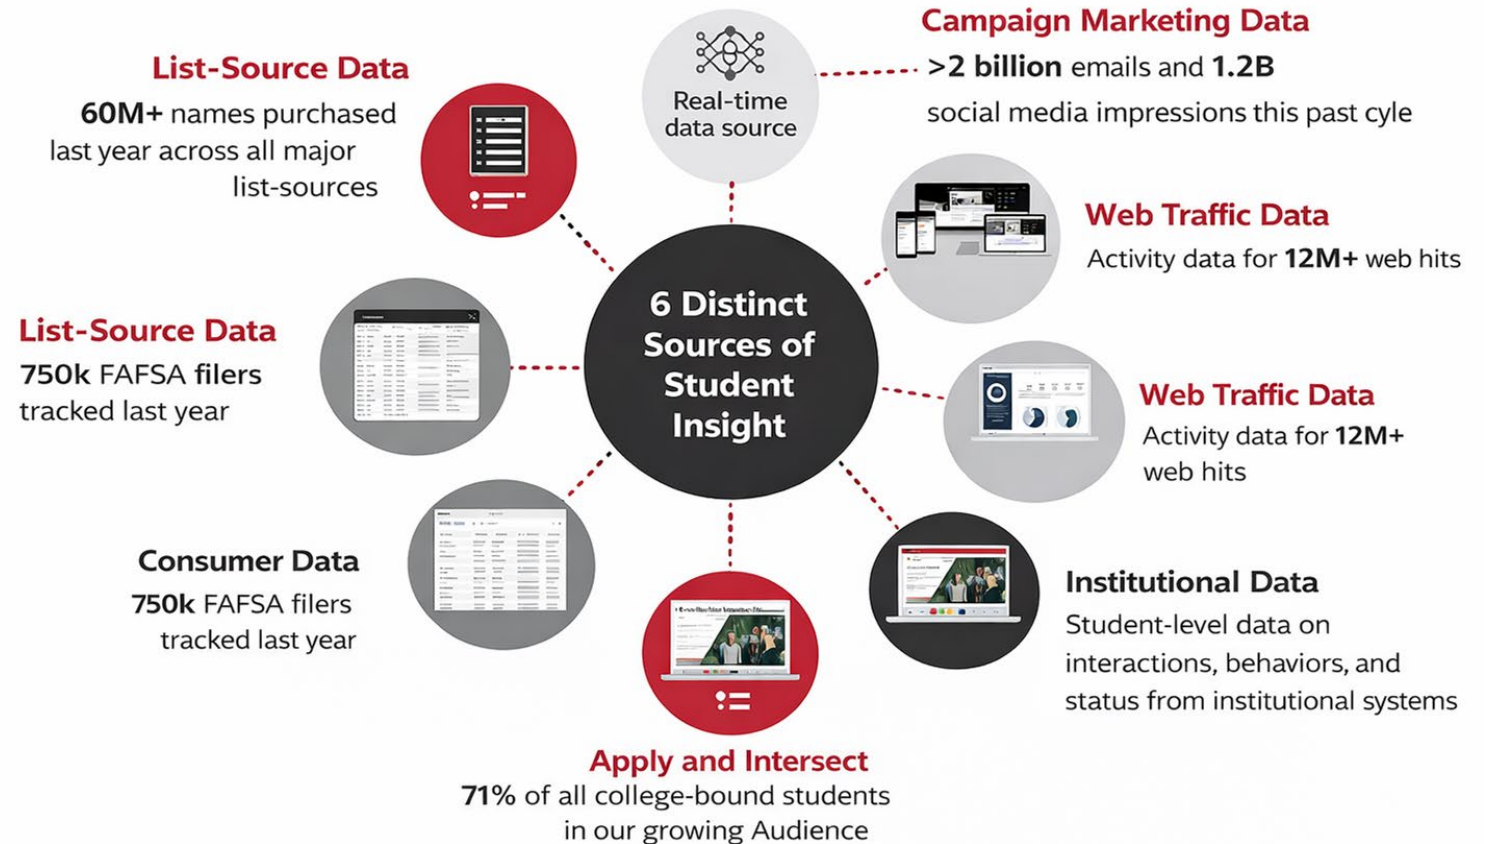 Campaign Marketing Data
>2 billion emails and 1.2B
social media impressions this past cyle
List-Source Data
60M+ names purchased
last year across all major
list-sources
Real-time
data source
Web Traffic Data
Activity data for 12M+ web hits
6 Distinct
Sources of
Student
Insight
List-Source Data
750k FAFSA filers
tracked last year
Web Traffic Data
Activity data for 12M+
web hits
Consumer Data
750k FAFSA filers
tracked last year
Institutional Data
Student-level data on
interactions, behaviors, and
status from institutional systems
Apply and Intersect
71% of all college-bound students
in our growing Audience